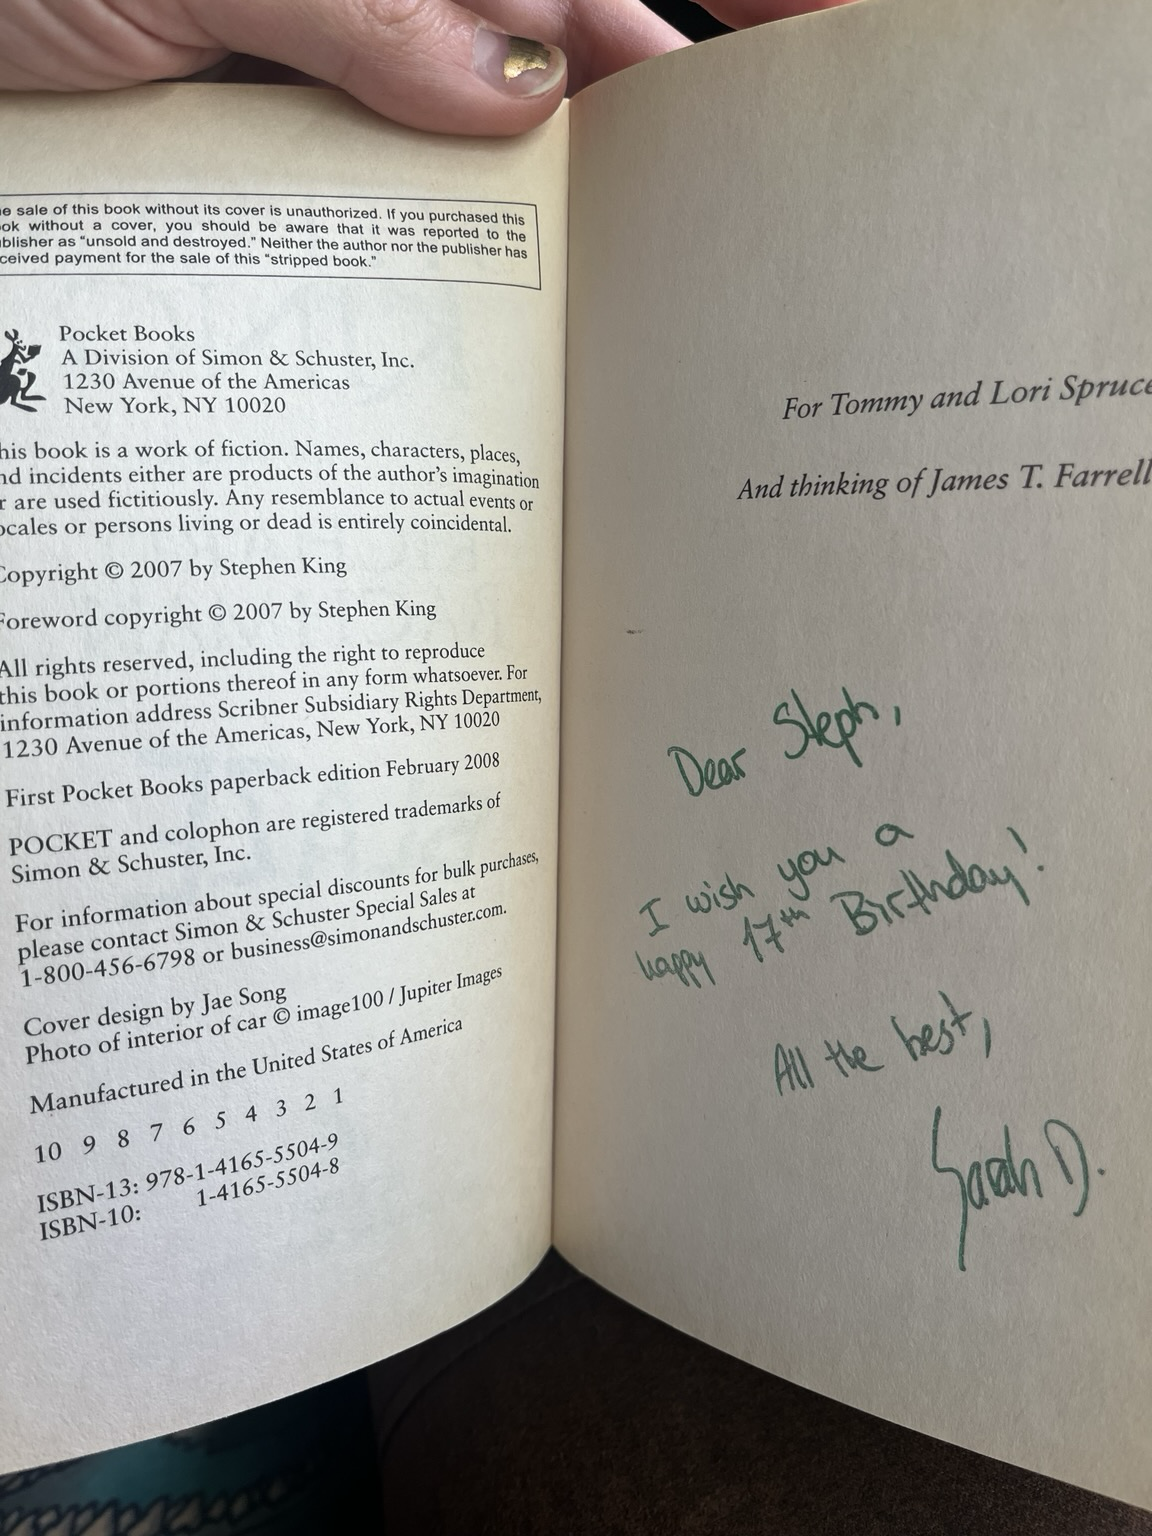 e sale of this book without its cover is unauthorized. If you purchased this
ok without a cover, you should be aware that it was reported to the
blisher as "unsold and destroyed." Neither the author nor the publisher has
ceived payment for the sale of this "stripped book."
Pocket Books
A Division of Simon & Schuster, Inc.
1230 Avenue of the Americas
New York, NY 10020
his book is a work of fiction. Names, characters, places,
nd incidents either are products of the author's imagination
r are used fictitiously. Any resemblance to actual events or
ocales or persons living or dead is entirely coincidental.
Copyright © 2007 by Stephen King
Foreword copyright © 2007 by Stephen King
All rights reserved, including the right to reproduce
this book or portions thereof in any form whatsoever. For
information address Scribner Subsidiary Rights Department,
1230 Avenue of the Americas, New York, NY 10020
First Pocket Books paperback edition February 2008
POCKET and colophon are registered trademarks of
Simon & Schuster, Inc.
For information about special discounts for bulk purchases,
please contact Simon & Schuster Special Sales at
1-800-456-6798 or business@simonandschuster.com.
Cover design by Jae Song
Photo of interior of car © image100 / Jupiter Images
Manufactured in the United States of America
10 9 8 7 6 5 4 3 2 1
ISBN-13: 978-1-4165-5504-9
ISBN-10: 1-4165-5504-8
For Tommy and Lori Spruce
And thinking of James T. Farrell
Dear Steph,
I wish you a
happy 17th Birthday!
All the best,
Sarah D.